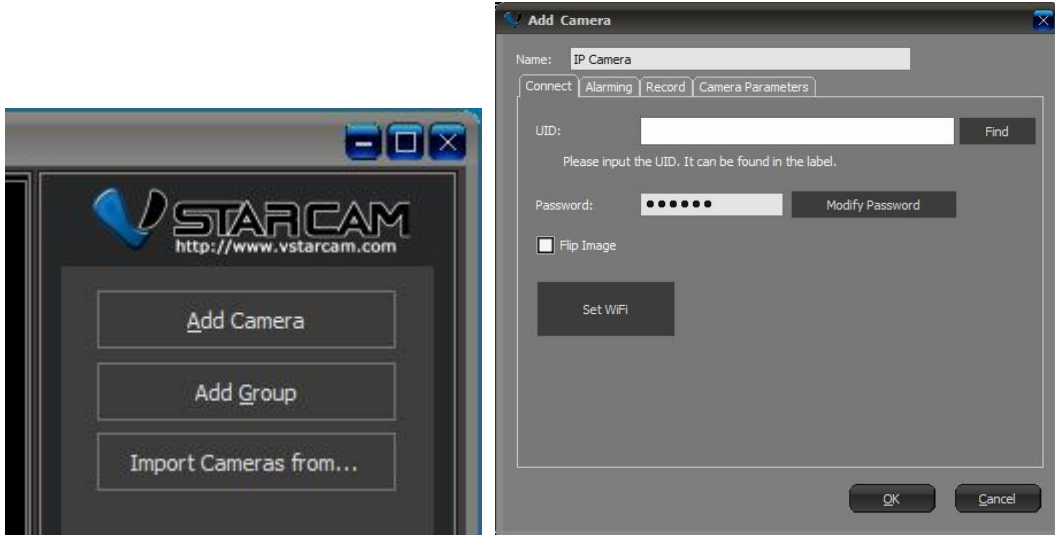 VSTARCAM
http://www.vstarcam.com
Add Camera
Add Group
Import Cameras from...
Add Camera
Name: IP Camera
Connect Alarming Record Camera Parameters
UID: Find
Please input the UID. It can be found in the label.
Password: ●●●●●● Modify Password
Flip Image
Set WiFi
OK Cancel